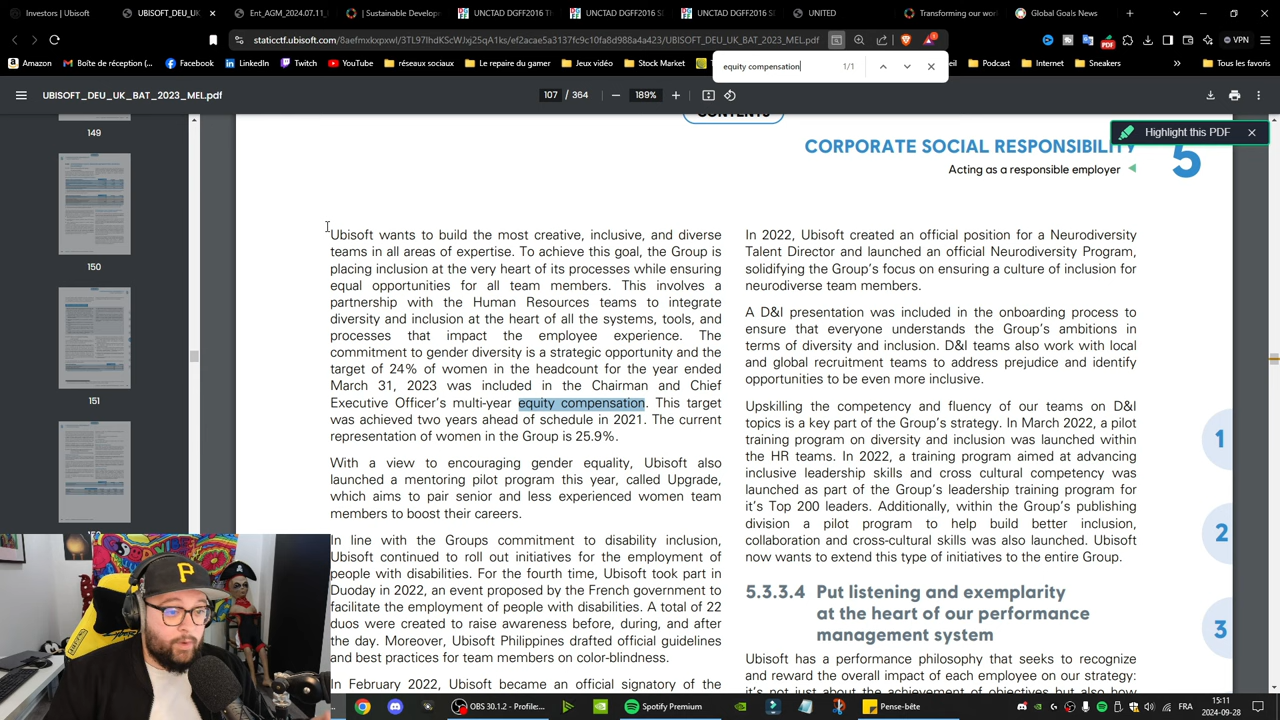 Investors | Ubisoft
UBISOFT_DEU_UK
Ent_AGM_2024.07.11_
| Sustainable Develop
UNCTAD DGFF2016
UNCTAD DGFF2016
UNCTAD DGFF2016
UNITED
Transforming our wor
Global Goals News
staticctf.ubisoft.com/8aefmxkxpxwl/3TL97IhdKScWJxj25qA1ks/ef2acae5a3137fc9c10fa8d988a4a423/UBISOFT_DEU_UK_BAT_2023_MEL.pdf
VPN
Amazon
Boîte de réception (...
Facebook
LinkedIn
Twitch
YouTube
réseaux sociaux
Le repaire du gamer
Jeux vidéo
Stock Market
Podcast
Internet
Sneakers
Tous les favoris
equity compensation
1/1
UBISOFT_DEU_UK_BAT_2023_MEL.pdf
107 / 364
189%
CONTENTS
Highlight this PDF
CORPORATE SOCIAL RESPONSIBILITY
5
Acting as a responsible employer
149
150
151
Ubisoft wants to build the most creative, inclusive, and diverse
teams in all areas of expertise. To achieve this goal, the Group is
placing inclusion at the very heart of its processes while ensuring
equal opportunities for all team members. This involves a
partnership with the Human Resources teams to integrate
diversity and inclusion at the heart of all the systems, tools, and
processes that impact the employee experience. The
commitment to gender diversity is a strategic opportunity and the
target of 24% of women in the headcount for the year ended
March 31, 2023 was included in the Chairman and Chief
Executive Officer's multi-year equity compensation. This target
was achieved two years ahead of schedule in 2021. The current
representation of women in the Group is 25.9%.
With a view to encouraging gender equality, Ubisoft also
launched a mentoring pilot program this year, called Upgrade,
which aims to pair senior and less experienced women team
members to boost their careers.
In line with the Groups commitment to disability inclusion,
Ubisoft continued to roll out initiatives for the employment of
people with disabilities. For the fourth time, Ubisoft took part in
Duoday in 2022, an event proposed by the French government to
facilitate the employment of people with disabilities. A total of 22
duos were created to raise awareness before, during, and after
the day. Moreover, Ubisoft Philippines drafted official guidelines
and best practices for team members on color-blindness.
In February 2022, Ubisoft became an official signatory of the
In 2022, Ubisoft created an official position for a Neurodiversity
Talent Director and launched an official Neurodiversity Program,
solidifying the Group's focus on ensuring a culture of inclusion for
neurodiverse team members.
A D&I presentation was included in the onboarding process to
ensure that everyone understands the Group's ambitions in
terms of diversity and inclusion. D&I teams also work with local
and global recruitment teams to address prejudice and identify
opportunities to be even more inclusive.
Upskilling the competency and fluency of our teams on D&I
topics is a key part of the Group's strategy. In March 2022, a pilot
training program on diversity and inclusion was launched within
the HR teams. In 2022, a training program aimed at advancing
inclusive leadership skills and cross cultural competency was
launched as part of the Group's leadership training program for
it's Top 200 leaders. Additionally, within the Group's publishing
division a pilot program to help build better inclusion,
collaboration and cross-cultural skills was also launched. Ubisoft
now wants to extend this type of initiatives to the entire Group.
5.3.3.4 Put listening and exemplarity
at the heart of our performance
management system
Ubisoft has a performance philosophy that seeks to recognize
and reward the overall impact of each employee on our strategy:
it's not just about the achievement of objectives but also how
1
2
3
P
OBS 30.1.2 - Profile:...
Spotify Premium
Pense-bête
FRA
15:11
2024-09-28